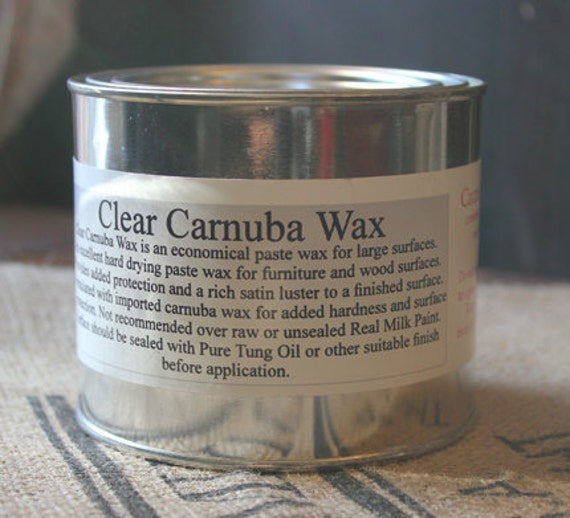 Clear Carnuba Wax
Carnuba Wax is an economical paste wax for large surfaces.
excellent hard drying paste wax for furniture and wood surfaces.
added protection and a rich satin luster to a finished surface.
with imported carnuba wax for added hardness and surface
Not recommended over raw or unsealed Real Milk Paint.
should be sealed with Pure Tung Oil or other suitable finish
before application.